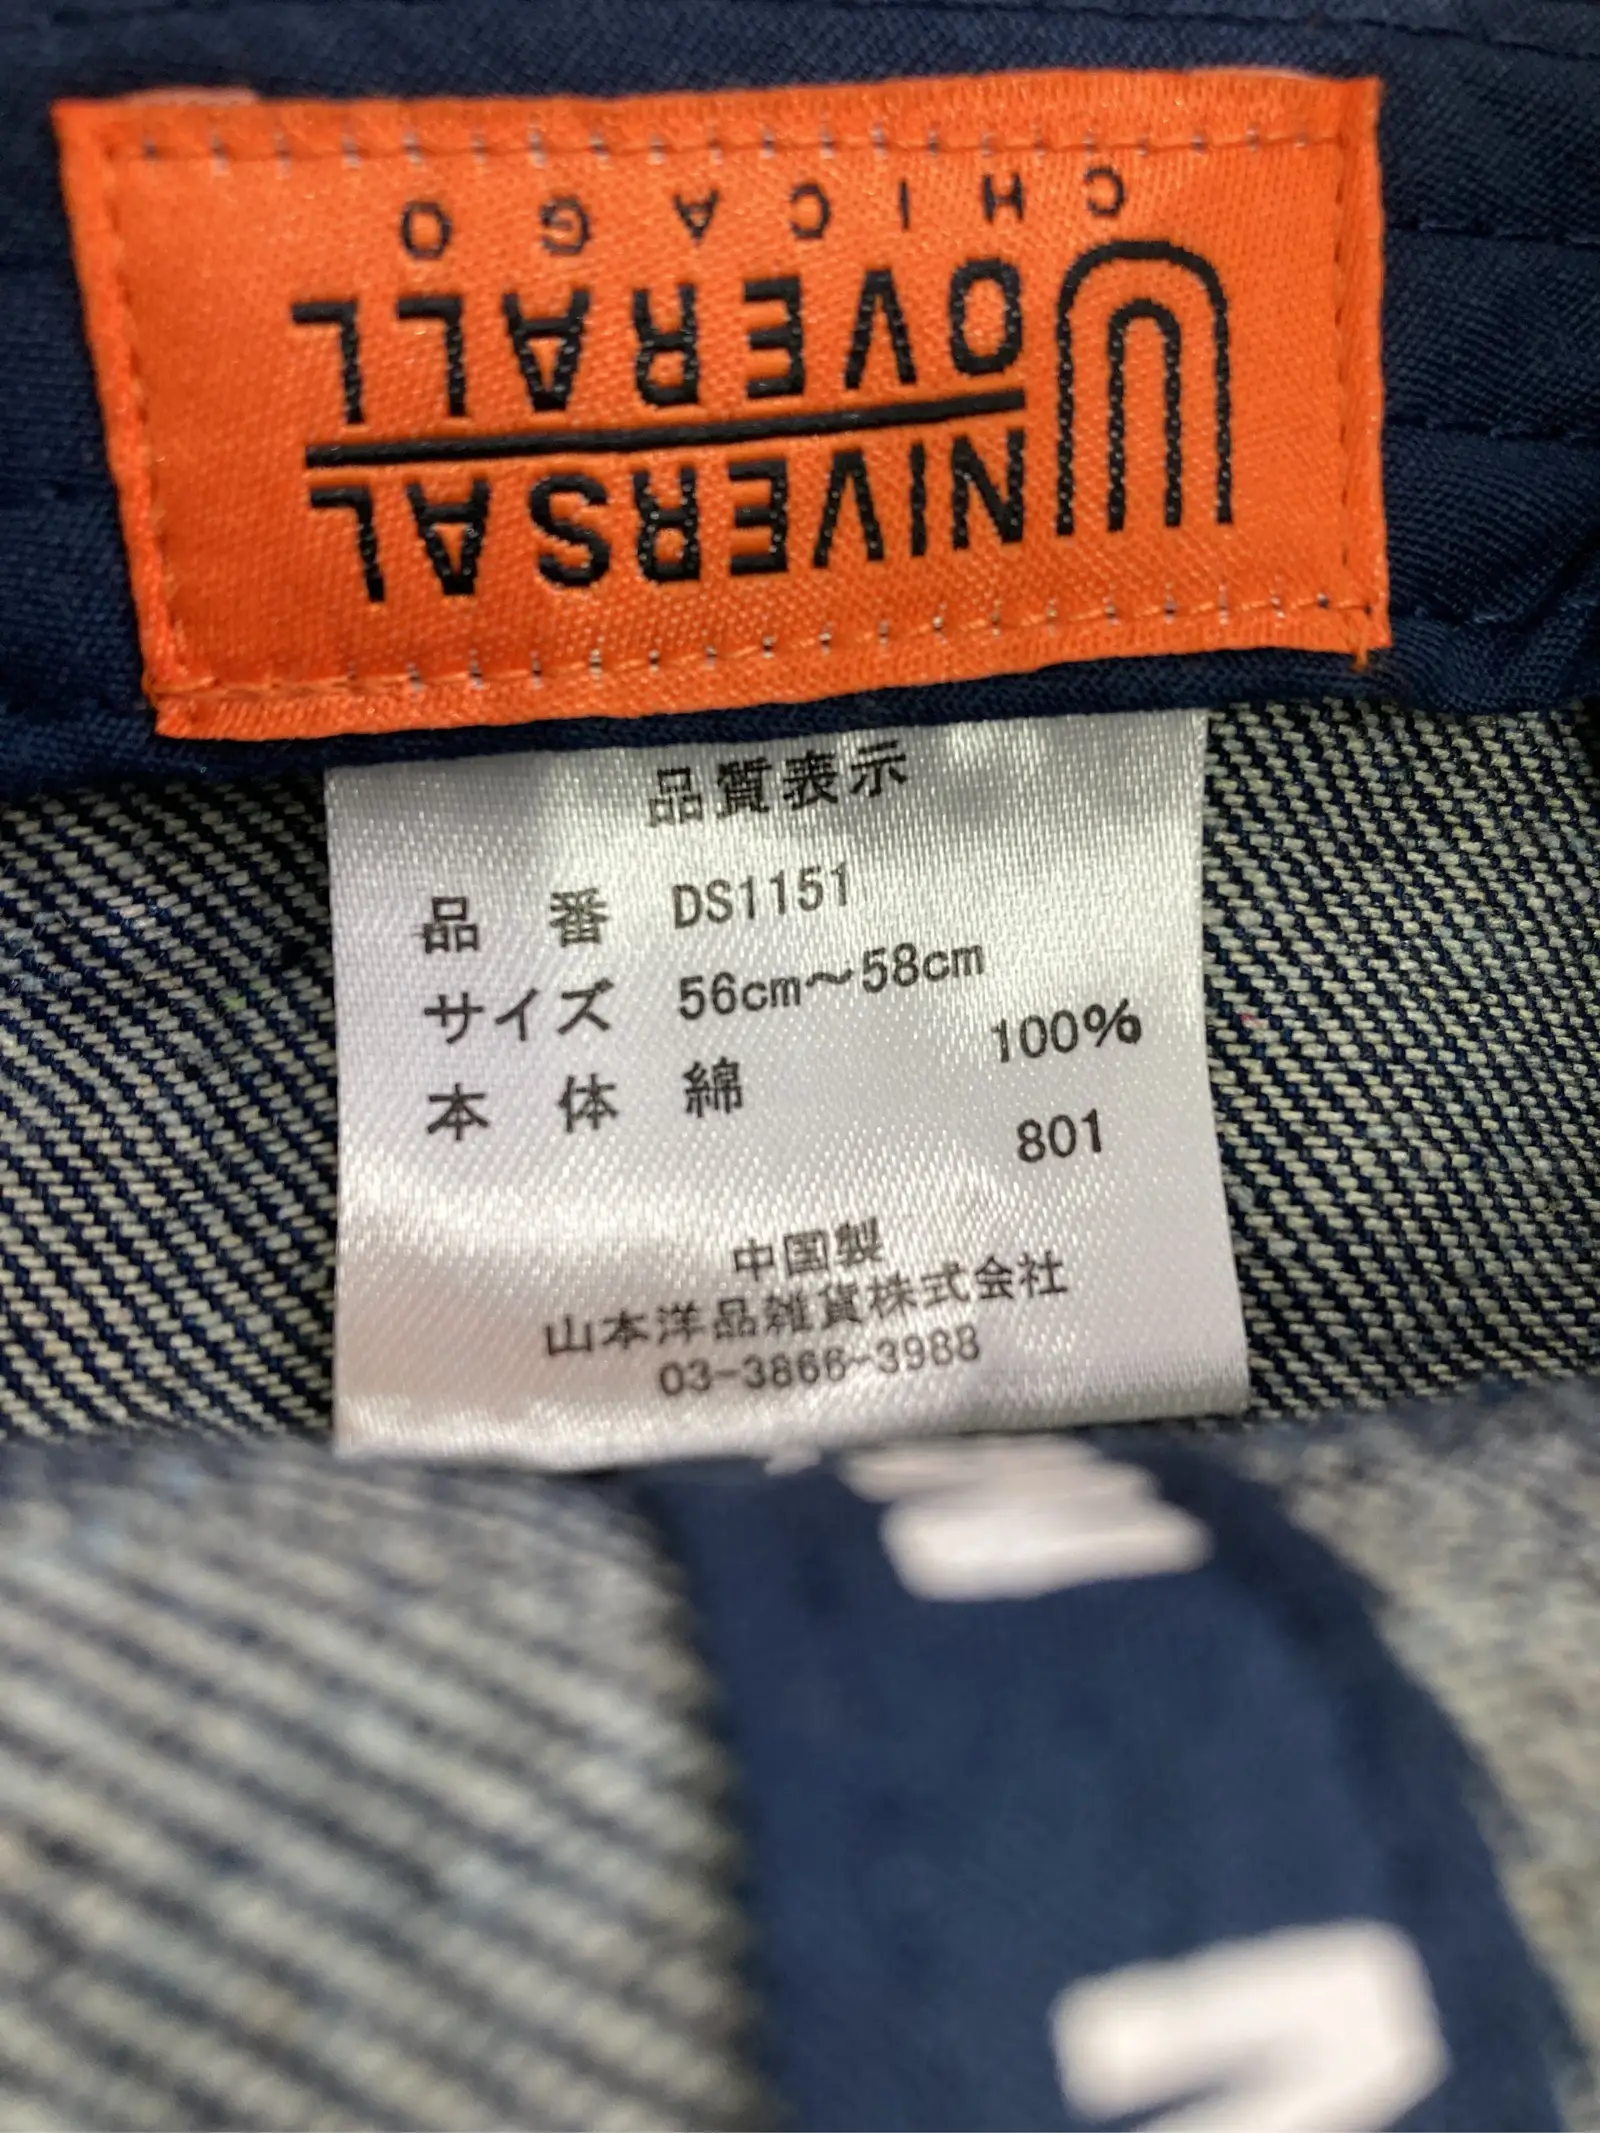 UNIVERSAL
OVERALL
CHICAGO
品質表示
品 番 DS1151
サイズ 56cm～58cm
本 体 綿 100%
801
中国製
山本洋品雑貨株式会社
03-3866-3988